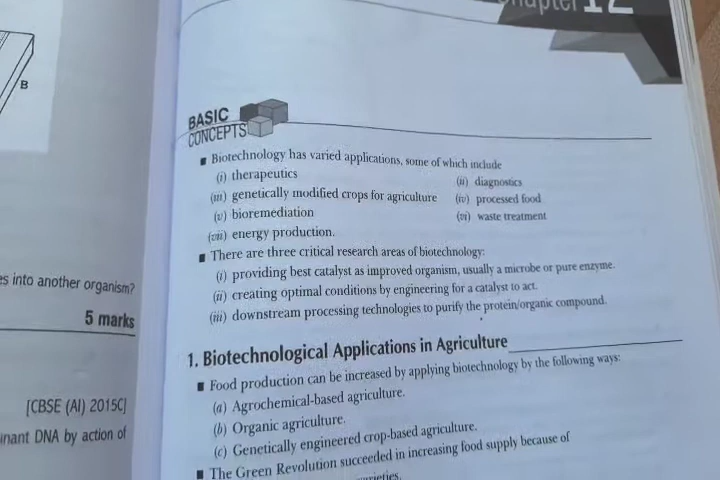 B
es into another organism?
5 marks
[CBSE (AI) 2015C]
inant DNA by action of
Chapter 12
BASIC
CONCEPTS
■ Biotechnology has varied applications, some of which include
(i) therapeutics (ii) diagnostics
(iii) genetically modified crops for agriculture (iv) processed food
(v) bioremediation (vi) waste treatment
(vii) energy production.
■ There are three critical research areas of biotechnology:
(i) providing best catalyst as improved organism, usually a microbe or pure enzyme.
(ii) creating optimal conditions by engineering for a catalyst to act.
(iii) downstream processing technologies to purify the protein/organic compound.
1. Biotechnological Applications in Agriculture
■ Food production can be increased by applying biotechnology by the following ways:
(a) Agrochemical-based agriculture.
(b) Organic agriculture.
(c) Genetically engineered crop-based agriculture.
■ The Green Revolution succeeded in increasing food supply because of